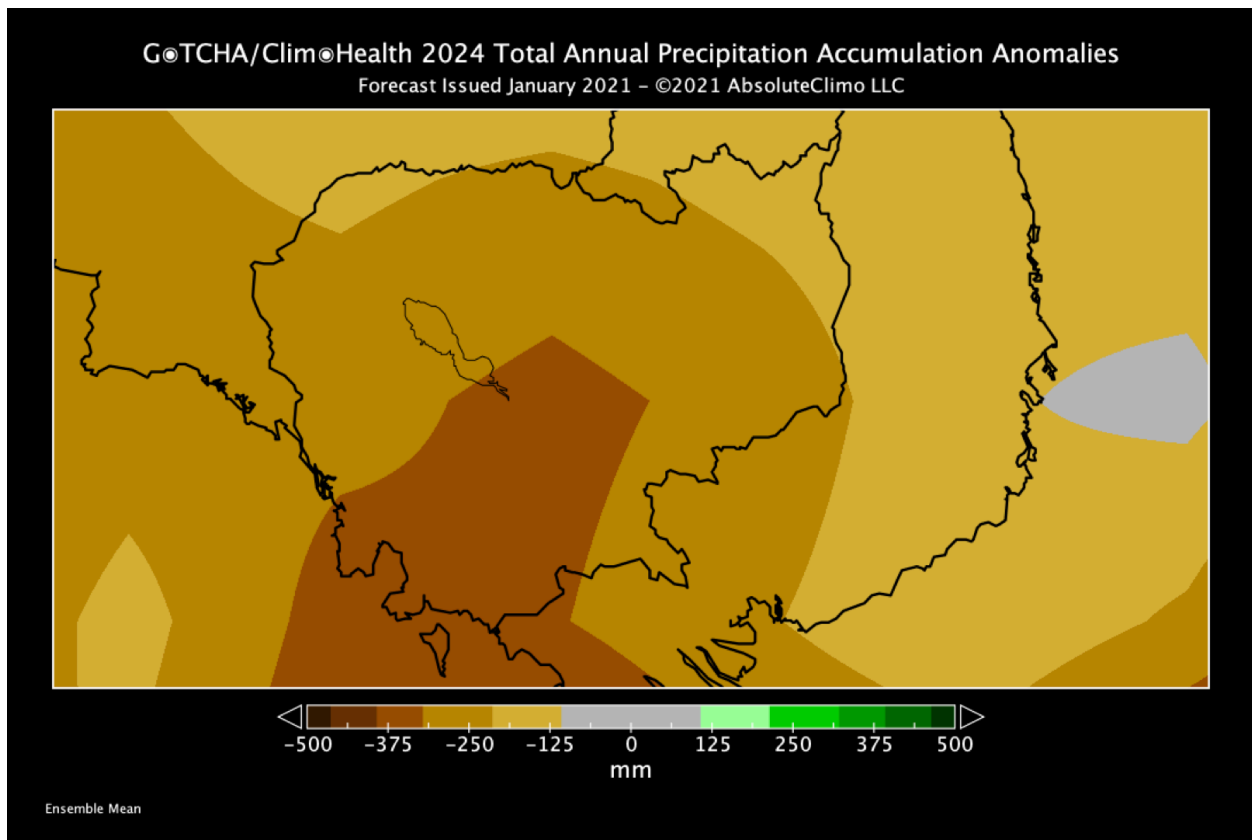 G◉TCHA/Clim◉Health 2024 Total Annual Precipitation Accumulation Anomalies
Forecast Issued January 2021 – ©2021 AbsoluteClimo LLC
−500 −375 −250 −125 0 125 250 375 500
mm
Ensemble Mean